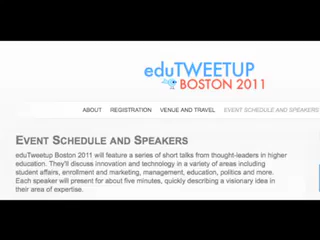 eduTWEETUP
BOSTON 2011
ABOUT REGISTRATION VENUE AND TRAVEL EVENT SCHEDULE AND SPEAKERS
EVENT SCHEDULE AND SPEAKERS
eduTweetup Boston 2011 will feature a series of short talks from thought-leaders in higher
education. They'll discuss innovation and technology in a variety of areas including
student affairs, enrollment and marketing, management, education, politics and more.
Each speaker will present for about five minutes, quickly describing a visionary idea in
their area of expertise.